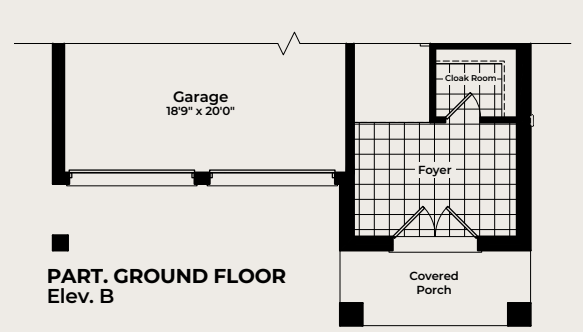 Cloak Room
Garage
18'9" x 20'0"
Foyer
Covered
Porch
PART. GROUND FLOOR
Elev. B